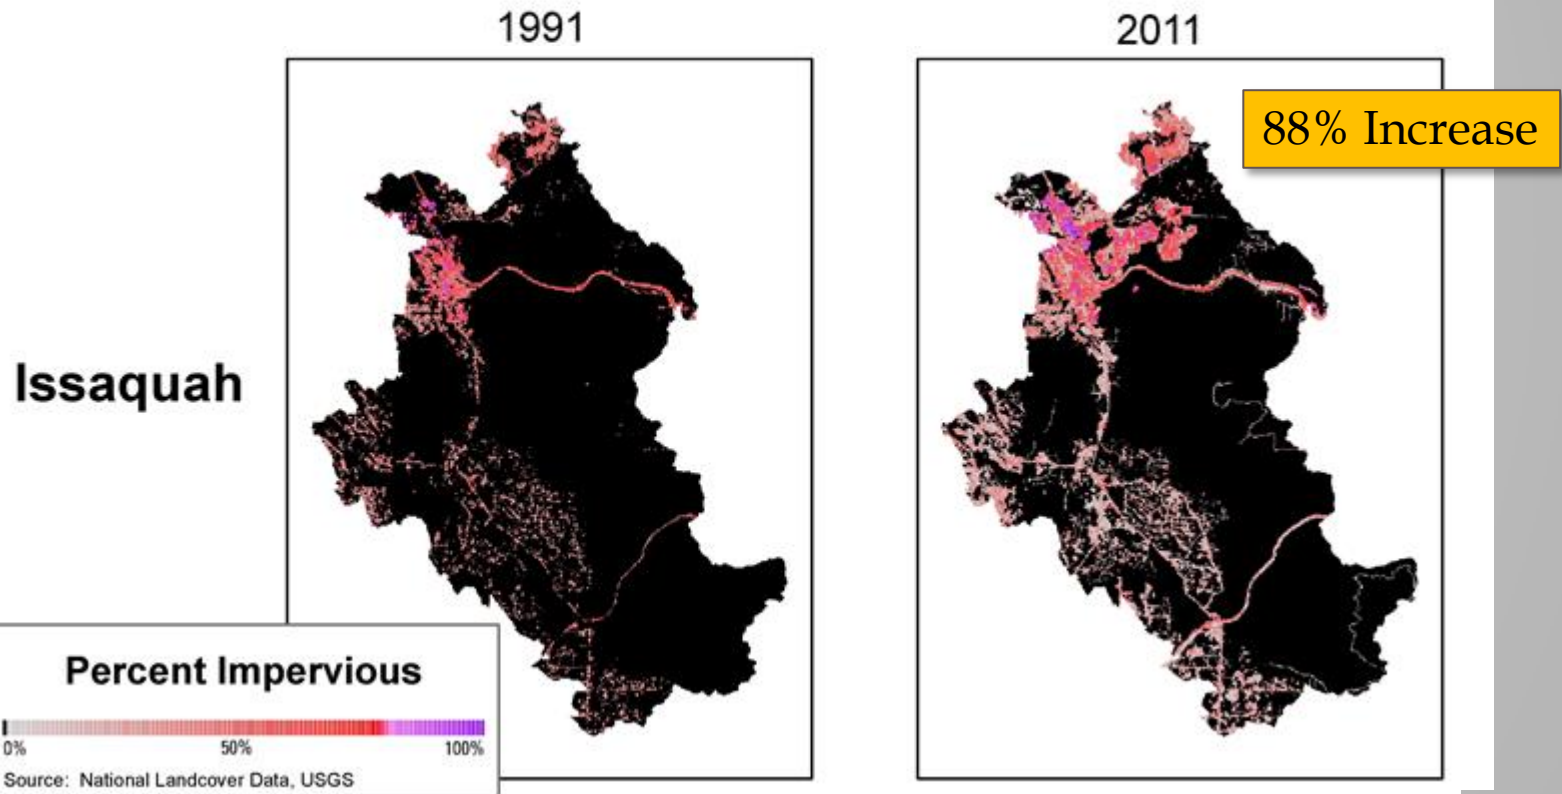 1991
2011
88% Increase
Issaquah
Percent Impervious
0% 50% 100%
Source: National Landcover Data, USGS